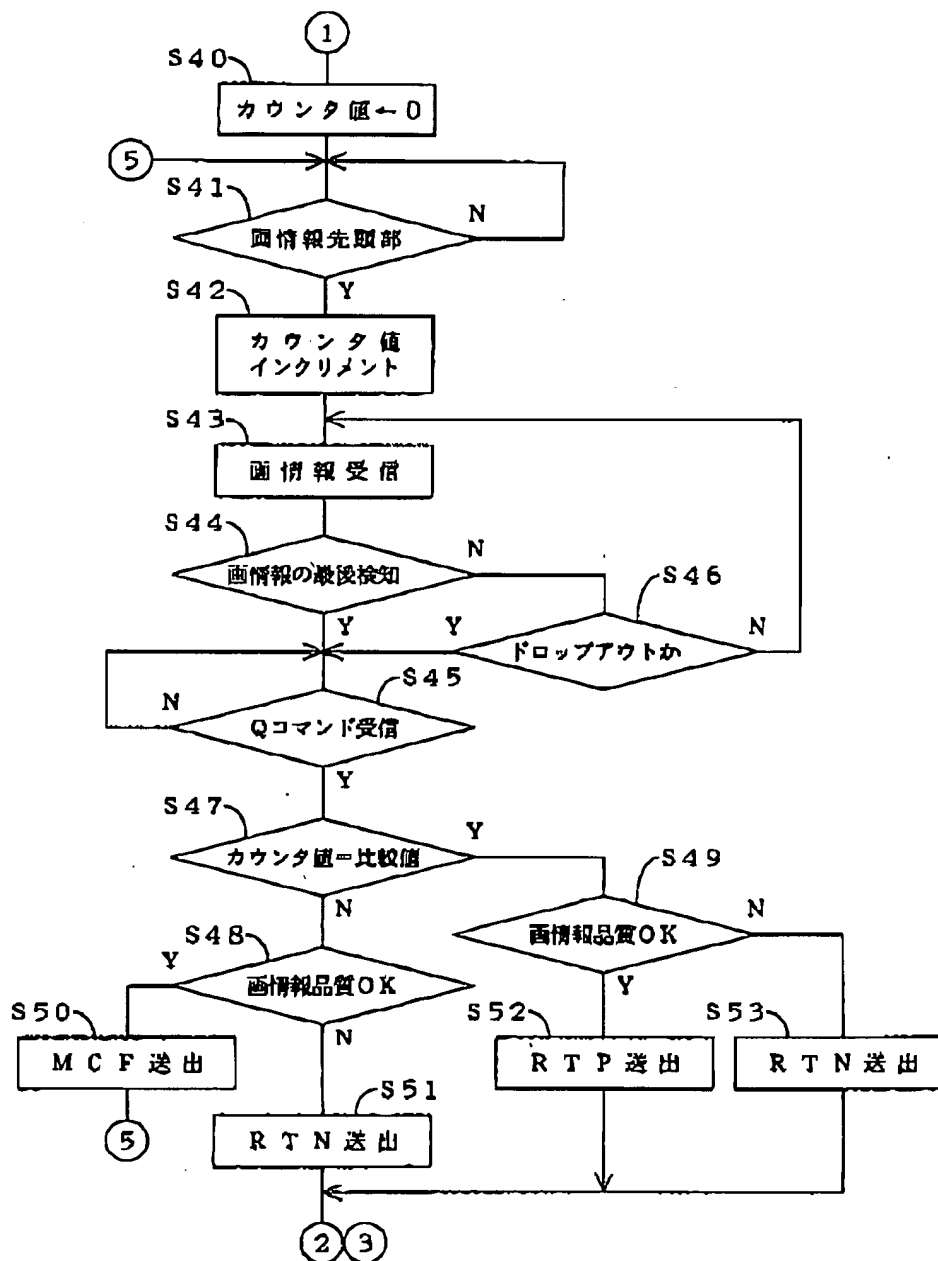 1
S40
カウンタ値←0
5
S41
画情報先頭部
N
Y
S42
カウンタ値
インクリメント
S43
画情報受信
S44
画情報の最後検知
N
Y
S46
ドロップアウトか
Y
N
S45
Qコマンド受信
N
Y
S47
カウンタ値=比較値
Y
N
S49
画情報品質OK
N
Y
S48
画情報品質OK
Y
N
S50
MCF送出
5
S51
RTN送出
S52
RTP送出
S53
RTN送出
2 3